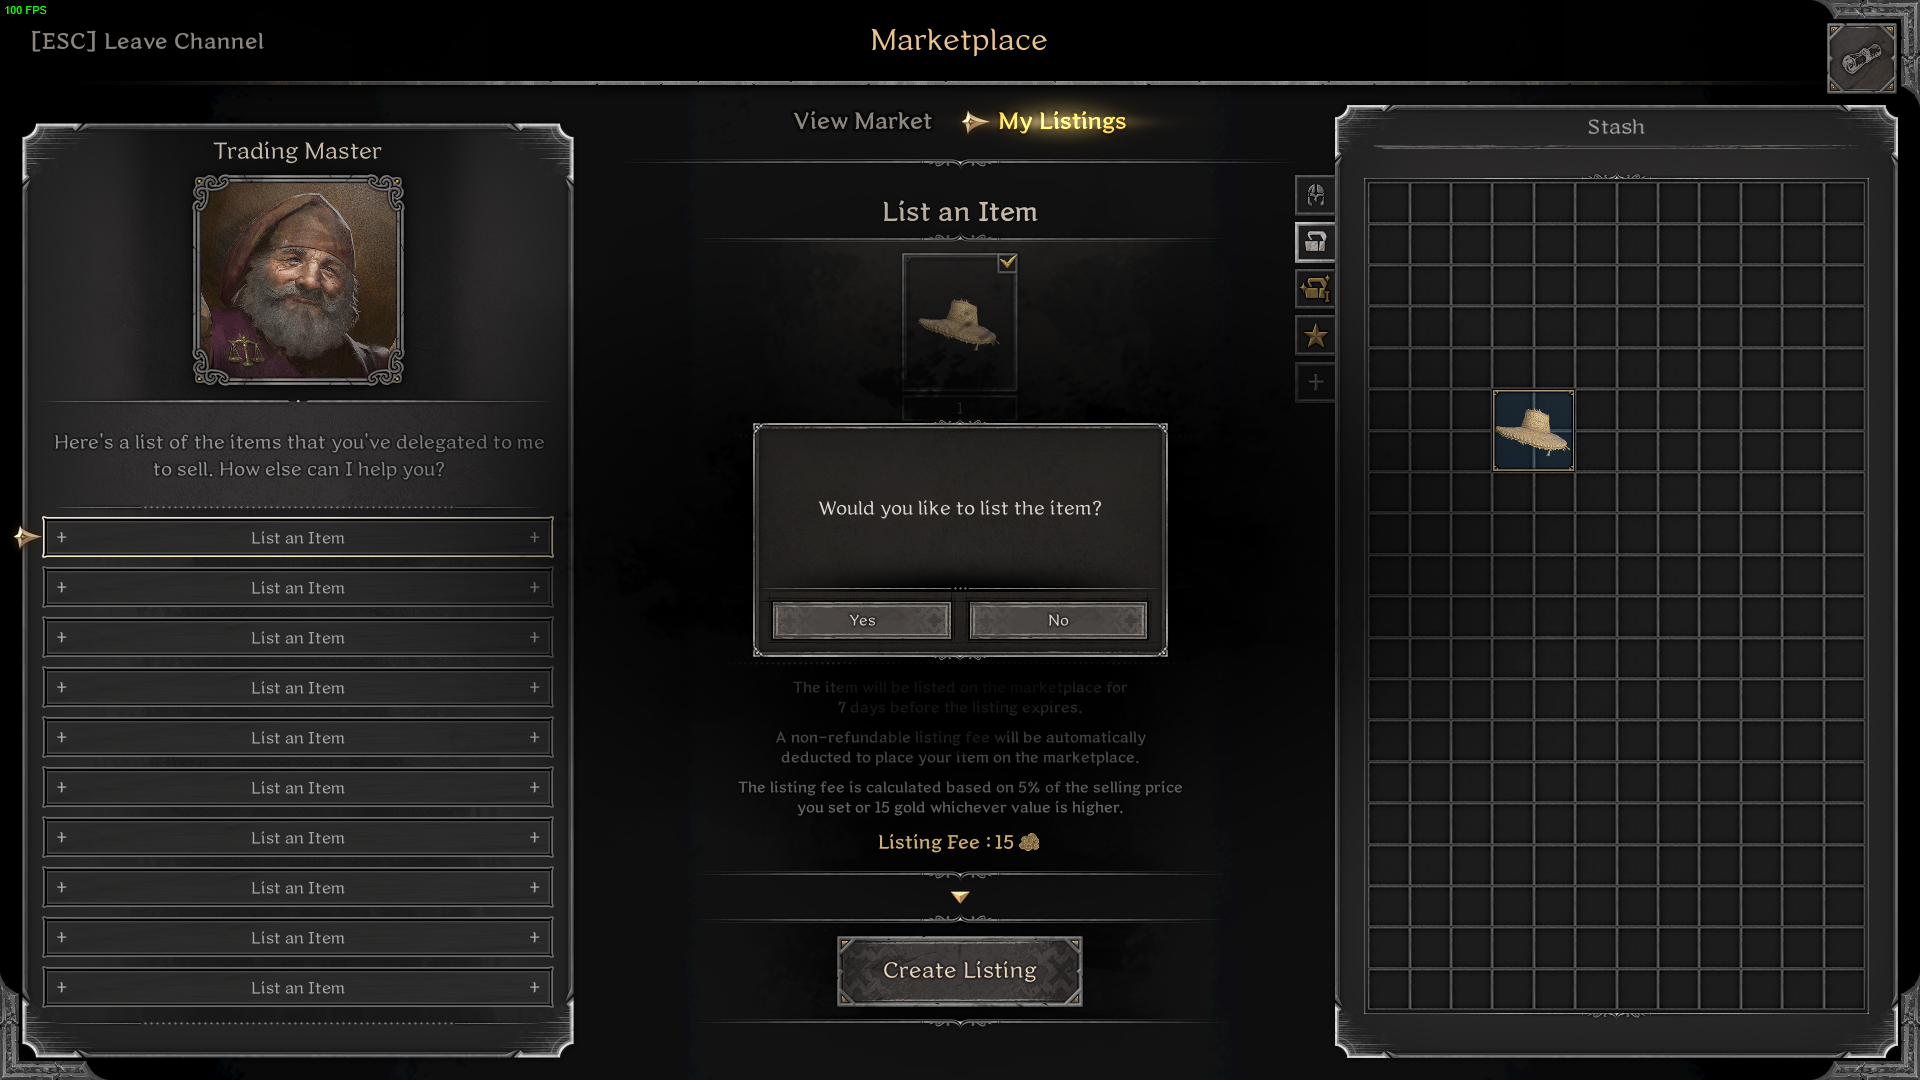 100 FPS
[ESC] Leave Channel
Marketplace
View Market
My Listings
Trading Master
Here's a list of the items that you've delegated to me
to sell. How else can I help you?
+ List an Item +
+ List an Item +
+ List an Item +
+ List an Item +
+ List an Item +
+ List an Item +
+ List an Item +
+ List an Item +
+ List an Item +
+ List an Item +
List an Item
1
Would you like to list the item?
Yes
No
The item will be listed on the marketplace for
7 days before the listing expires.
A non-refundable listing fee will be automatically
deducted to place your item on the marketplace.
The listing fee is calculated based on 5% of the selling price
you set or 15 gold whichever value is higher.
Listing Fee : 15
Create Listing
Stash